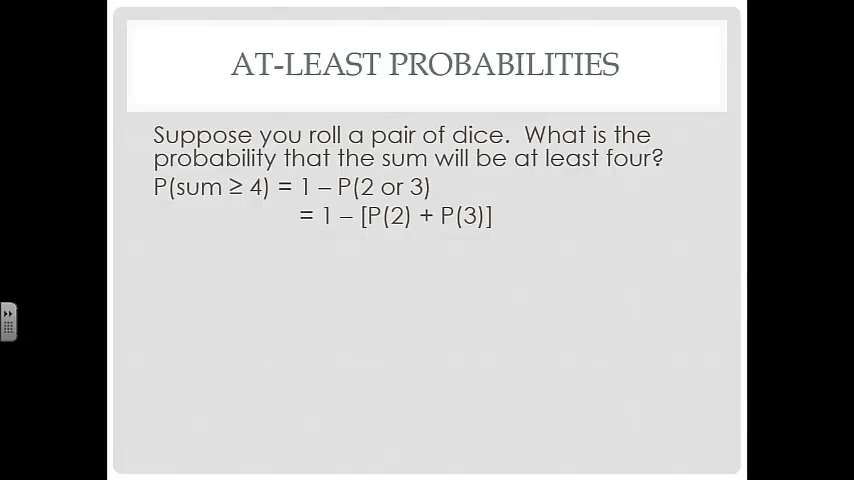 AT-LEAST PROBABILITIES
Suppose you roll a pair of dice.  What is the
probability that the sum will be at least four?
P(sum ≥ 4) = 1 – P(2 or 3)
= 1 – [P(2) + P(3)]